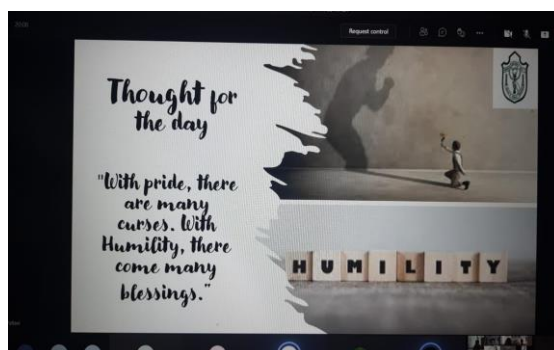 Request control
Thought for
the day
"With pride, there
are many
curses. With
Humility, there
come many
blessings."
HUMILITY